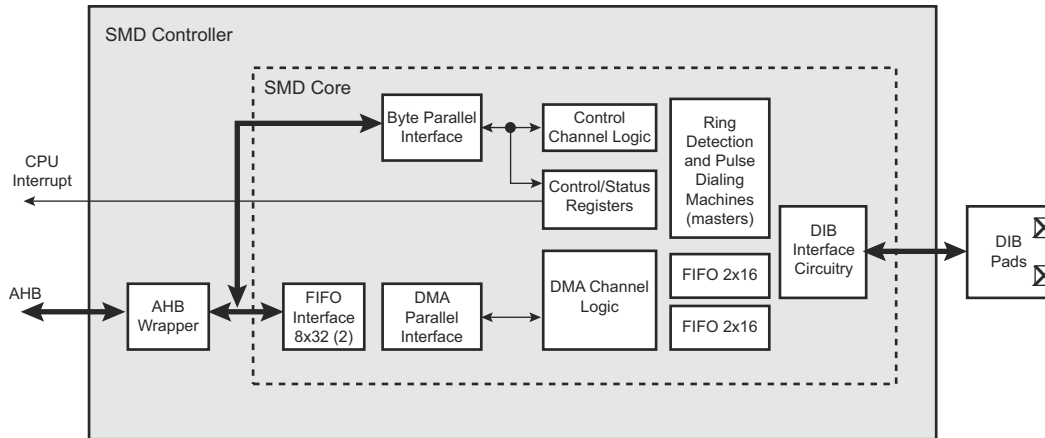 SMD Controller
SMD Core
Byte Parallel
Interface
Control
Channel Logic
Ring
Detection
and Pulse
Dialing
Machines
(masters)
CPU
Interrupt
Control/Status
Registers
DIB
Interface
Circuitry
DIB
Pads
AHB
AHB
Wrapper
FIFO
Interface
8x32 (2)
DMA
Parallel
Interface
DMA Channel
Logic
FIFO 2x16
FIFO 2x16